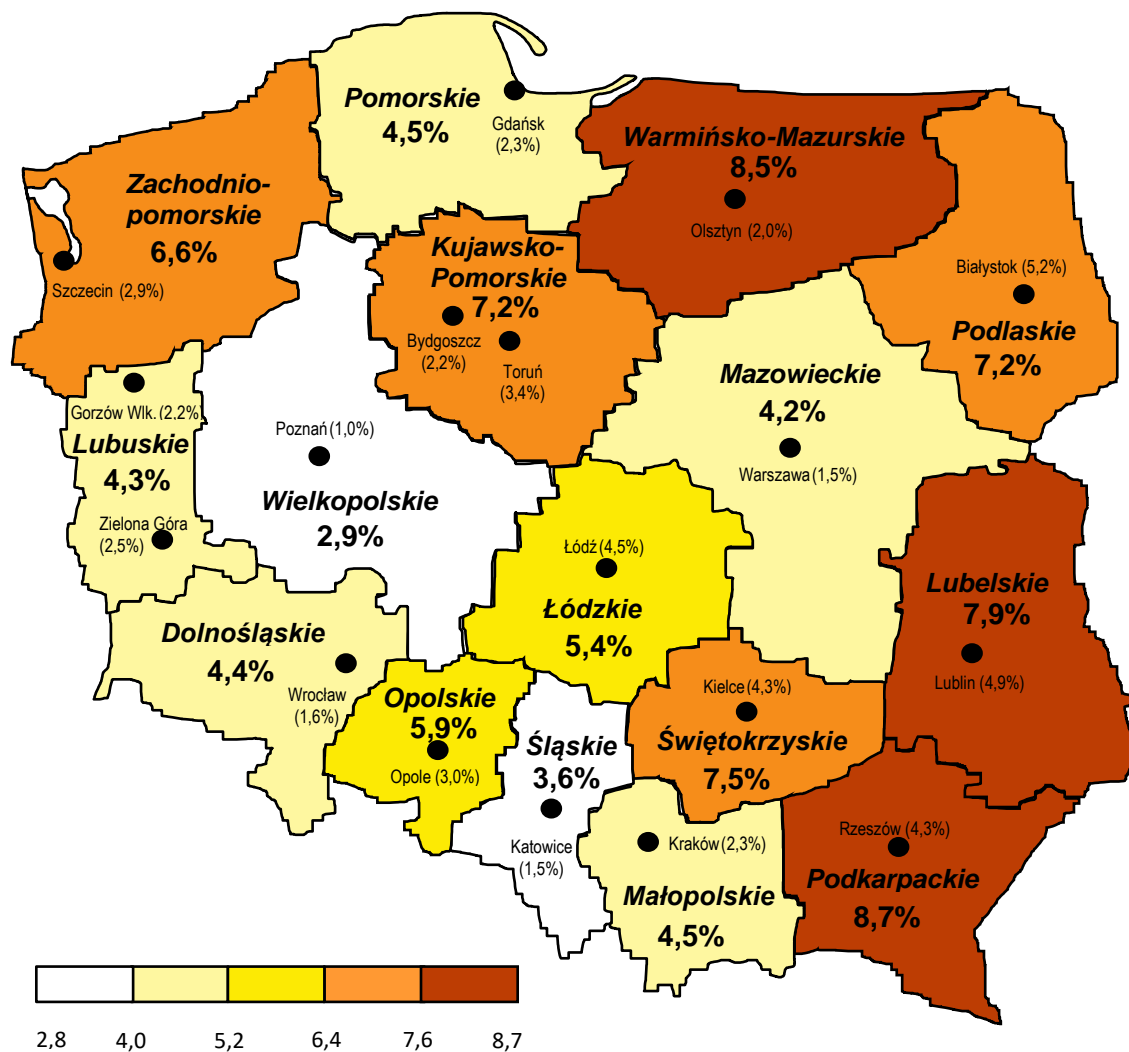 Pomorskie
4,5%
Gdańsk
(2,3%)
Warmińsko-Mazurskie
8,5%
Olsztyn (2,0%)
Zachodnio-
pomorskie
6,6%
Szczecin (2,9%)
Kujawsko-
Pomorskie
7,2%
Bydgoszcz
(2,2%)
Toruń
(3,4%)
Białystok (5,2%)
Podlaskie
7,2%
Mazowieckie
4,2%
Warszawa (1,5%)
Gorzów Wlk. (2,2%
Lubuskie
4,3%
Zielona Góra
(2,5%)
Poznań (1,0%)
Wielkopolskie
2,9%
Łódź (4,5%)
Łódzkie
5,4%
Lubelskie
7,9%
Lublin (4,9%)
Dolnośląskie
4,4%
Wrocław
(1,6%)
Opolskie
5,9%
Opole (3,0%)
Śląskie
3,6%
Katowice
(1,5%)
Kielce (4,3%)
Świętokrzyskie
7,5%
Kraków (2,3%)
Małopolskie
4,5%
Rzeszów (4,3%)
Podkarpackie
8,7%
2,8 4,0 5,2 6,4 7,6 8,7